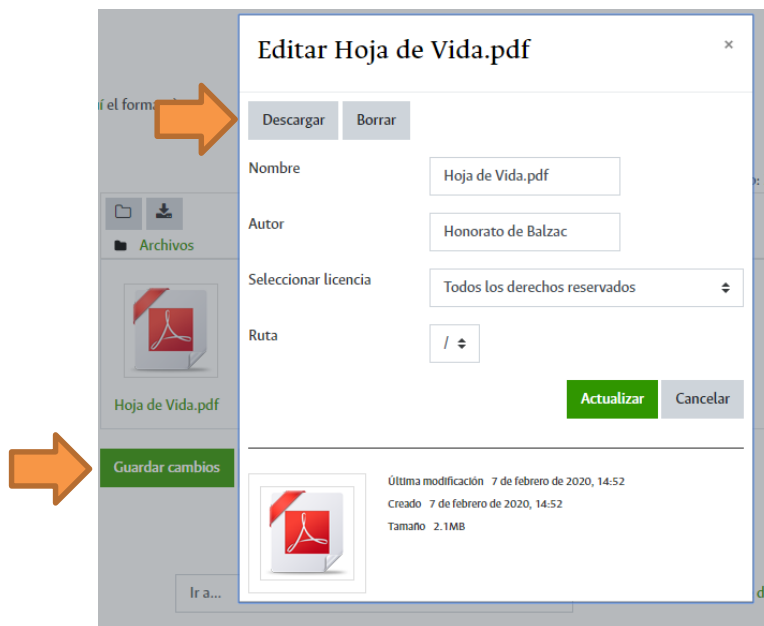 Editar Hoja de Vida.pdf
×
í el forma
Descargar Borrar
Nombre Hoja de Vida.pdf
o:
Autor Honorato de Balzac
Archivos
Seleccionar licencia Todos los derechos reservados
Ruta /
Hoja de Vida.pdf
Actualizar Cancelar
Guardar cambios
Última modificación 7 de febrero de 2020, 14:52
Creado 7 de febrero de 2020, 14:52
Tamaño 2.1MB
Ir a...
d